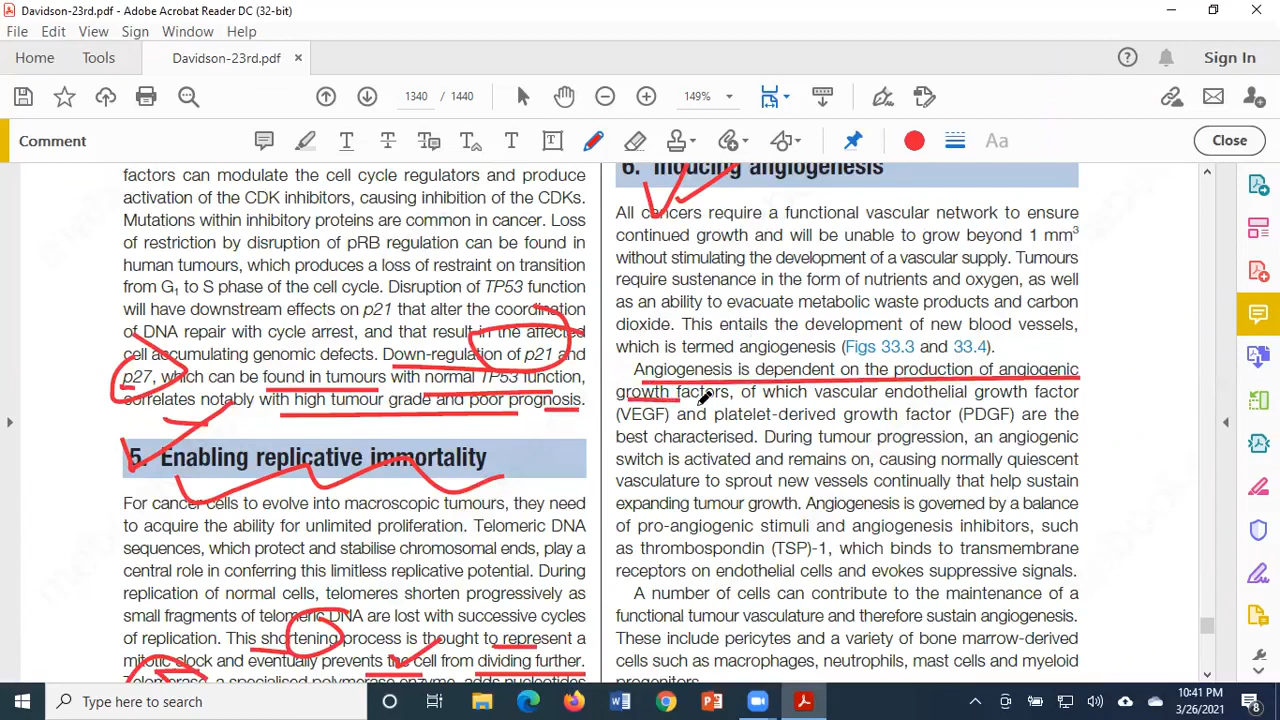 Davidson-23rd.pdf - Adobe Acrobat Reader DC (32-bit)
File Edit View Sign Window Help
Home Tools Davidson-23rd.pdf × Sign In
1340 / 1440 149%
Comment Aa Close
factors can modulate the cell cycle regulators and produce
activation of the CDK inhibitors, causing inhibition of the CDKs.
Mutations within inhibitory proteins are common in cancer. Loss
of restriction by disruption of pRB regulation can be found in
human tumours, which produces a loss of restraint on transition
from G₁ to S phase of the cell cycle. Disruption of TP53 function
will have downstream effects on p21 that alter the coordination
of DNA repair with cycle arrest, and that result in the affected
cell accumulating genomic defects. Down-regulation of p21 and
p27, which can be found in tumours with normal TP53 function,
correlates notably with high tumour grade and poor prognosis.
5. Enabling replicative immortality
For cancer cells to evolve into macroscopic tumours, they need
to acquire the ability for unlimited proliferation. Telomeric DNA
sequences, which protect and stabilise chromosomal ends, play a
central role in conferring this limitless replicative potential. During
replication of normal cells, telomeres shorten progressively as
small fragments of telomeric DNA are lost with successive cycles
of replication. This shortening process is thought to represent a
mitotic clock and eventually prevents the cell from dividing further.
Telomerase, a specialised polymerase enzyme, adds nucleotides
6. Inducing angiogenesis
All cancers require a functional vascular network to ensure
continued growth and will be unable to grow beyond 1 mm³
without stimulating the development of a vascular supply. Tumours
require sustenance in the form of nutrients and oxygen, as well
as an ability to evacuate metabolic waste products and carbon
dioxide. This entails the development of new blood vessels,
which is termed angiogenesis (Figs 33.3 and 33.4).
Angiogenesis is dependent on the production of angiogenic
growth factors, of which vascular endothelial growth factor
(VEGF) and platelet-derived growth factor (PDGF) are the
best characterised. During tumour progression, an angiogenic
switch is activated and remains on, causing normally quiescent
vasculature to sprout new vessels continually that help sustain
expanding tumour growth. Angiogenesis is governed by a balance
of pro-angiogenic stimuli and angiogenesis inhibitors, such
as thrombospondin (TSP)-1, which binds to transmembrane
receptors on endothelial cells and evokes suppressive signals.
A number of cells can contribute to the maintenance of a
functional tumour vasculature and therefore sustain angiogenesis.
These include pericytes and a variety of bone marrow-derived
cells such as macrophages, neutrophils, mast cells and myeloid
progenitors.
Type here to search
10:41 PM
3/26/2021
8